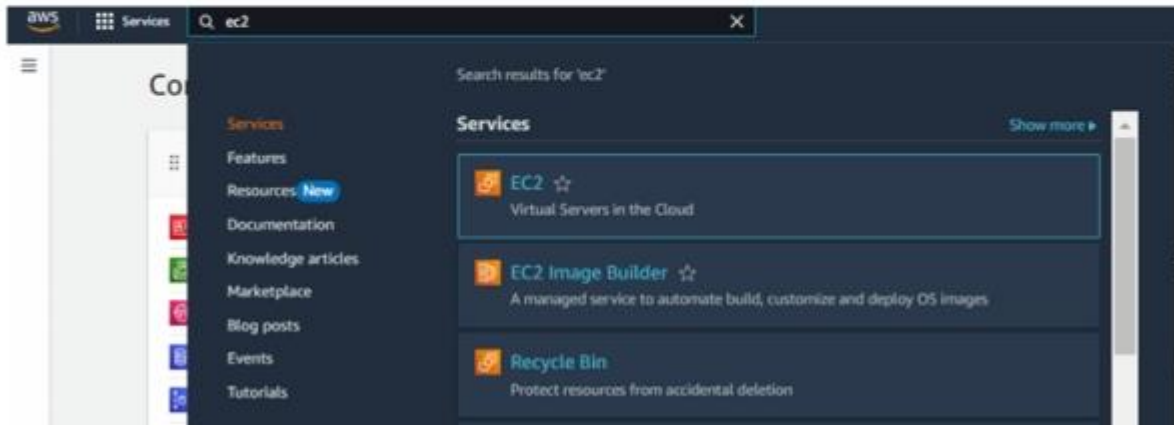 aws
Services
ec2
Search results for 'ec2'
Services
Features
Resources New
Documentation
Knowledge articles
Marketplace
Blog posts
Events
Tutorials
Services
Show more
EC2
Virtual Servers in the Cloud
EC2 Image Builder
A managed service to automate build, customize and deploy OS images
Recycle Bin
Protect resources from accidental deletion